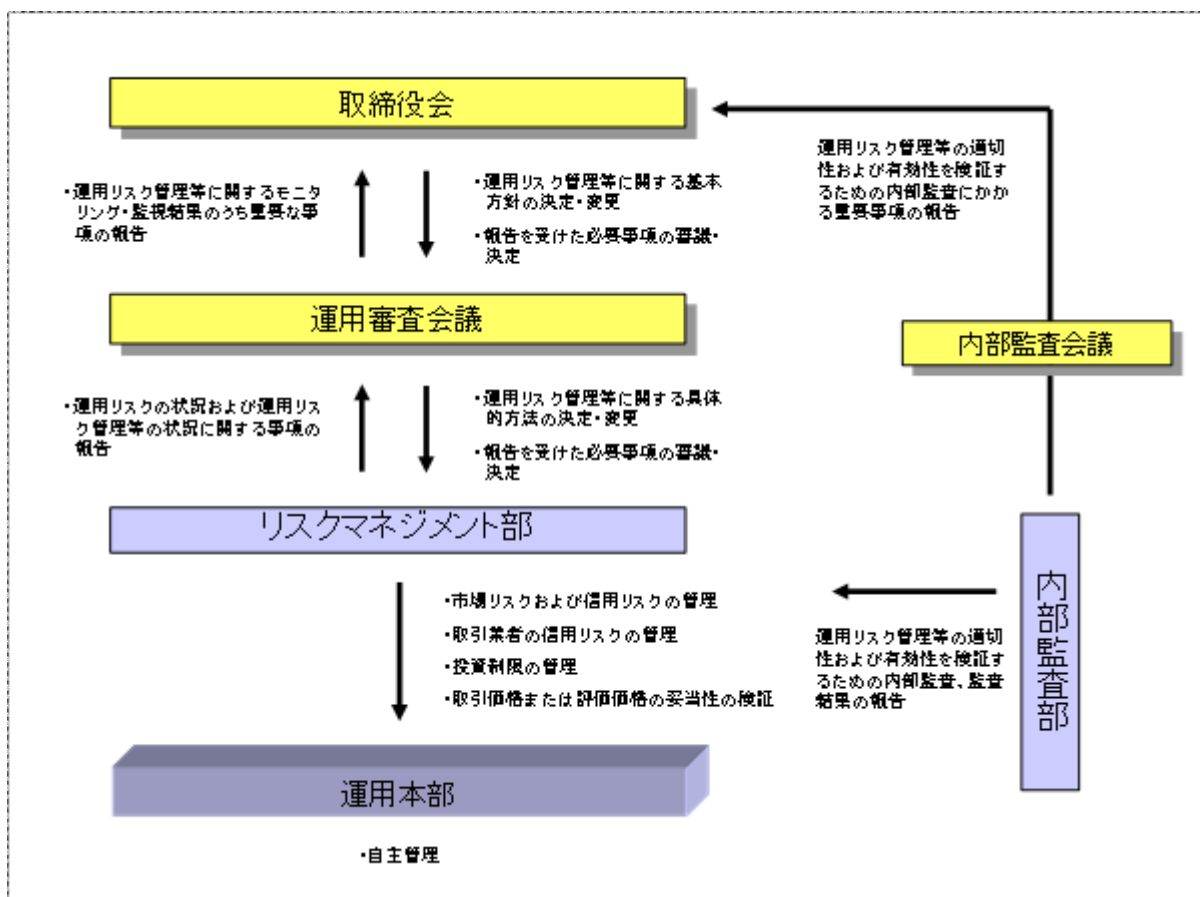 取締役会
・運用リスク管理等に関するモニ
タリング・監視結果のうち重要な事
項の報告
・運用リスク管理等に関する基本
方針の決定・変更
・報告を受けた必要事項の審議・
決定
運用リスク管理等の適切
性および有効性を検証す
るための内部監査にかか
る重要事項の報告
運用審査会議
内部監査会議
・運用リスクの状況および運用リス
ク管理等の状況に関する事項の
報告
・運用リスク管理等に関する具体
的方法の決定・変更
・報告を受けた必要事項の審議・
決定
リスクマネジメント部
内部監査部
・市場リスクおよび信用リスクの管理
・取引業者の信用リスクの管理
・投資制限の管理
・取引価格または評価価格の妥当性の検証
運用リスク管理等の適切
性および有効性を検証す
るための内部監査、監査
結果の報告
運用本部
・自主管理